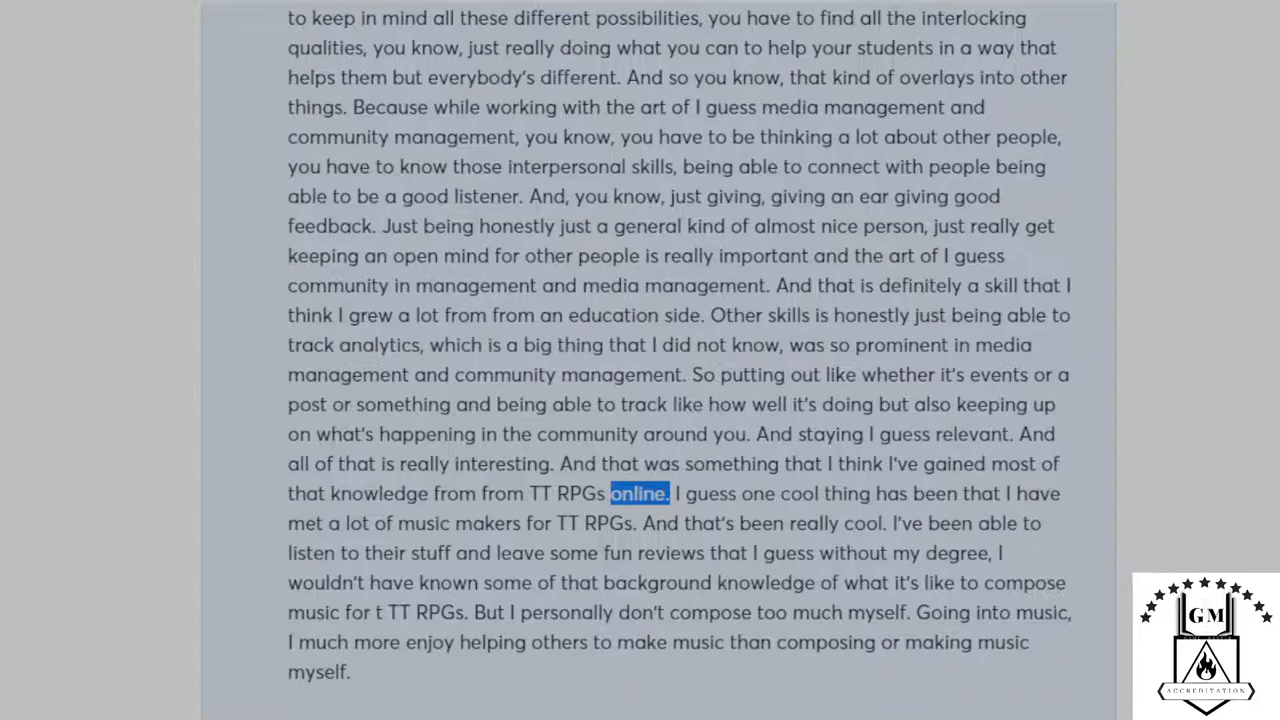 to keep in mind all these different possibilities, you have to find all the interlocking
qualities, you know, just really doing what you can to help your students in a way that
helps them but everybody's different. And so you know, that kind of overlays into other
things. Because while working with the art of I guess media management and
community management, you know, you have to be thinking a lot about other people,
you have to know those interpersonal skills, being able to connect with people being
able to be a good listener. And, you know, just giving, giving an ear giving good
feedback. Just being honestly just a general kind of almost nice person, just really get
keeping an open mind for other people is really important and the art of I guess
community in management and media management. And that is definitely a skill that I
think I grew a lot from from an education side. Other skills is honestly just being able to
track analytics, which is a big thing that I did not know, was so prominent in media
management and community management. So putting out like whether it's events or a
post or something and being able to track like how well it's doing but also keeping up
on what's happening in the community around you. And staying I guess relevant. And
all of that is really interesting. And that was something that I think I've gained most of
that knowledge from from TT RPGs online. I guess one cool thing has been that I have
met a lot of music makers for TT RPGs. And that's been really cool. I've been able to
listen to their stuff and leave some fun reviews that I guess without my degree, I
wouldn't have known some of that background knowledge of what it's like to compose
music for t TT RPGs. But I personally don't compose too much myself. Going into music,
I much more enjoy helping others to make music than composing or making music
myself.
GM
ACCREDITATION